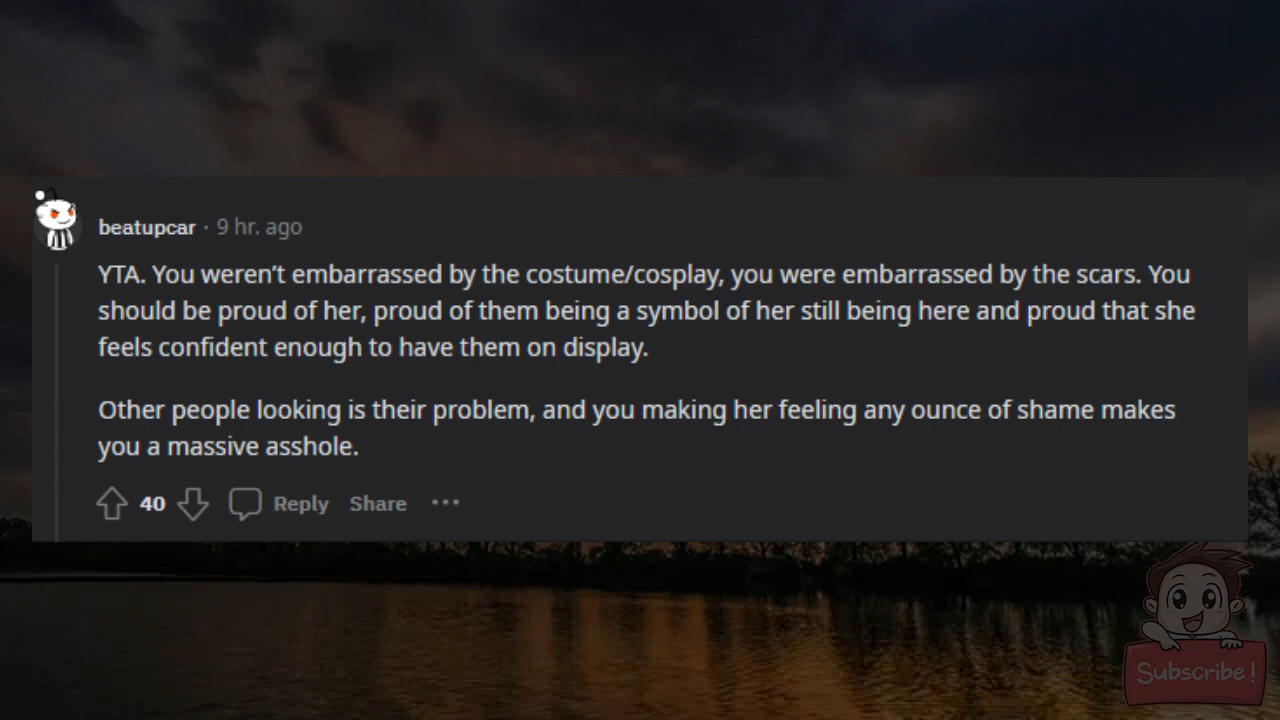 beatupcar · 9 hr. ago
YTA. You weren't embarrassed by the costume/cosplay, you were embarrassed by the scars. You
should be proud of her, proud of them being a symbol of her still being here and proud that she
feels confident enough to have them on display.
Other people looking is their problem, and you making her feeling any ounce of shame makes
you a massive asshole.
40 Reply Share ···
Subscribe!